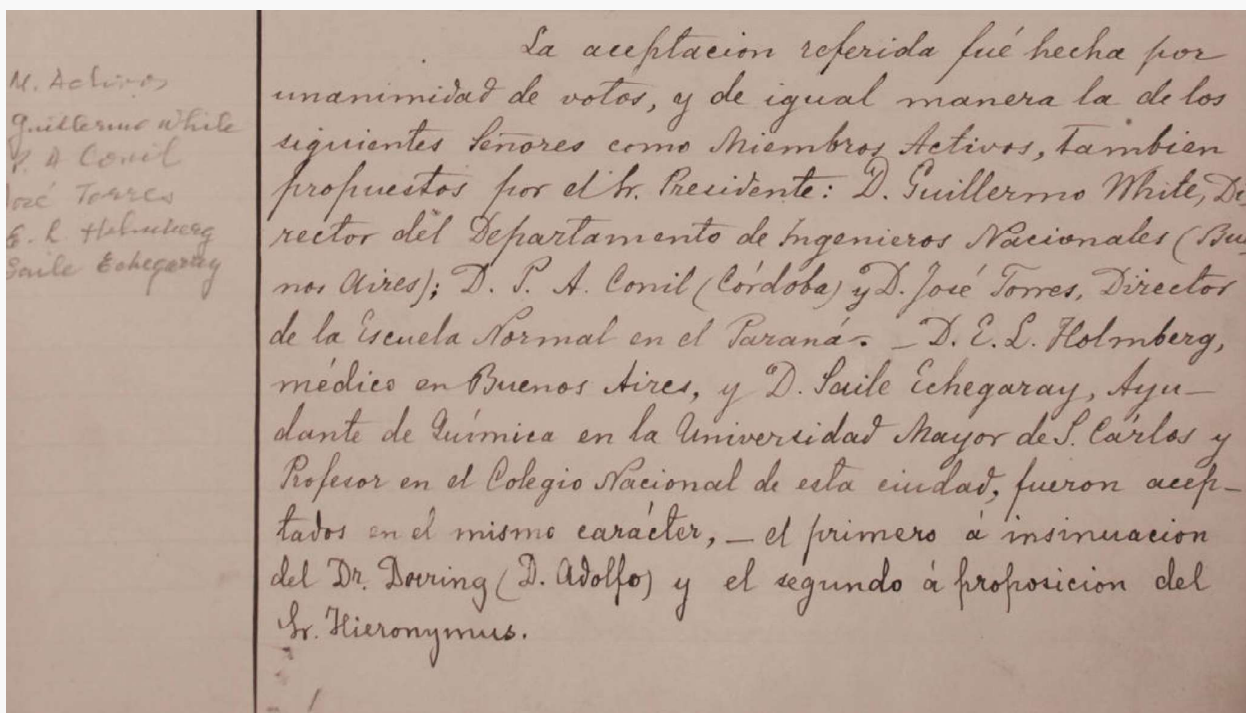 M. Activos
Guillermo White
P. A Conil
José Torres
E. L Holmberg
Saile Echegaray
La aceptacion referida fué hecha por
unanimidad de votos, y de igual manera la de los
siguientes Señores como Miembros Activos, tambien
propuestos por el Sr. Presidente: D. Guillermo White, Di
rector del Departamento de Ingenieros Nacionales (Bue
nos Aires); D. P. A. Conil (Córdoba) y D. José Torres, Director
de la Escuela Normal en el Paraná. — D. E. L. Holmberg,
médico en Buenos Aires, y D. Saile Echegaray, Ayu—
dante de Química en la Universidad Mayor de S. Cárlos y
Profesor en el Colegio Nacional de esta ciudad, fueron acep—
tados en el mismo carácter, — el primero á insinuacion
del Dr. Doering (D. Adolfo) y el segundo á proposicion del
Sr. Hieronymus.